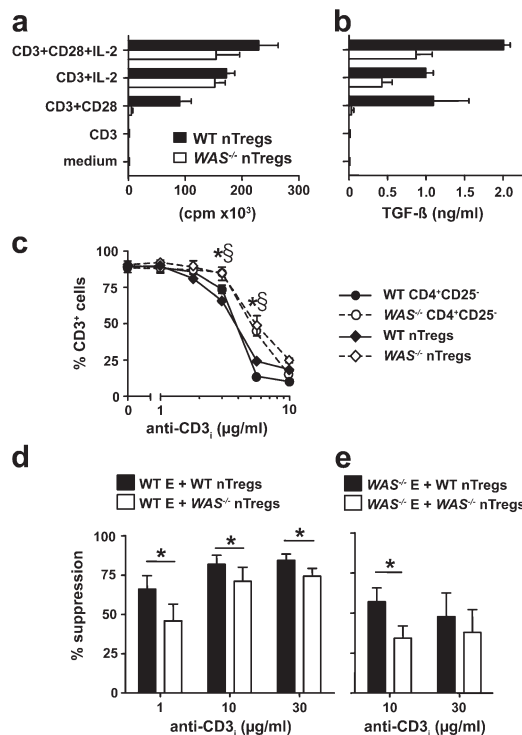 a
CD3+CD28+IL-2
CD3+IL-2
CD3+CD28
CD3
medium
WT nTregs
WAS-/- nTregs
0 100 200 300
(cpm x10³)
b
0 1.0 2.0
TGF-ß (ng/ml)
c
% CD3⁺ cells
100
75
50
25
0
*§
*§
0 1 10
anti-CD3ᵢ (µg/ml)
WT CD4⁺CD25⁻
WAS-/- CD4⁺CD25⁻
WT nTregs
WAS-/- nTregs
d
WT E + WT nTregs
WT E + WAS-/- nTregs
% suppression
100
75
50
25
0
* * *
1 10 30
anti-CD3ᵢ (µg/ml)
e
WAS-/- E + WT nTregs
WAS-/- E + WAS-/- nTregs
*
10 30
anti-CD3ᵢ (µg/ml)